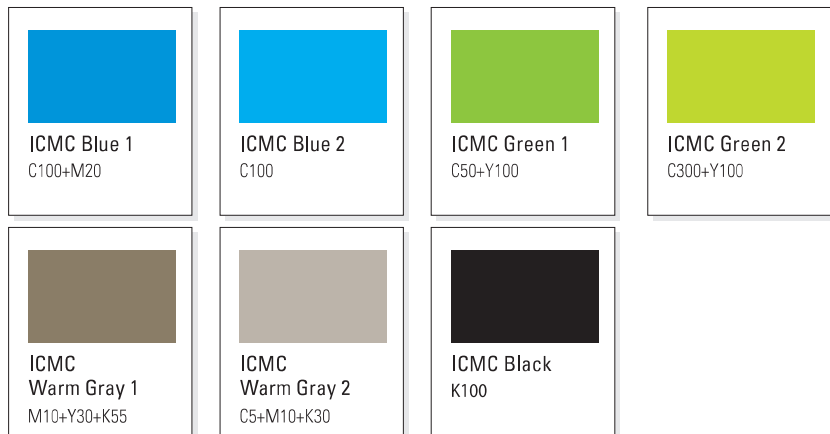 ICMC Blue 1
C100+M20
ICMC Blue 2
C100
ICMC Green 1
C50+Y100
ICMC Green 2
C300+Y100
ICMC
Warm Gray 1
M10+Y30+K55
ICMC
Warm Gray 2
C5+M10+K30
ICMC Black
K100